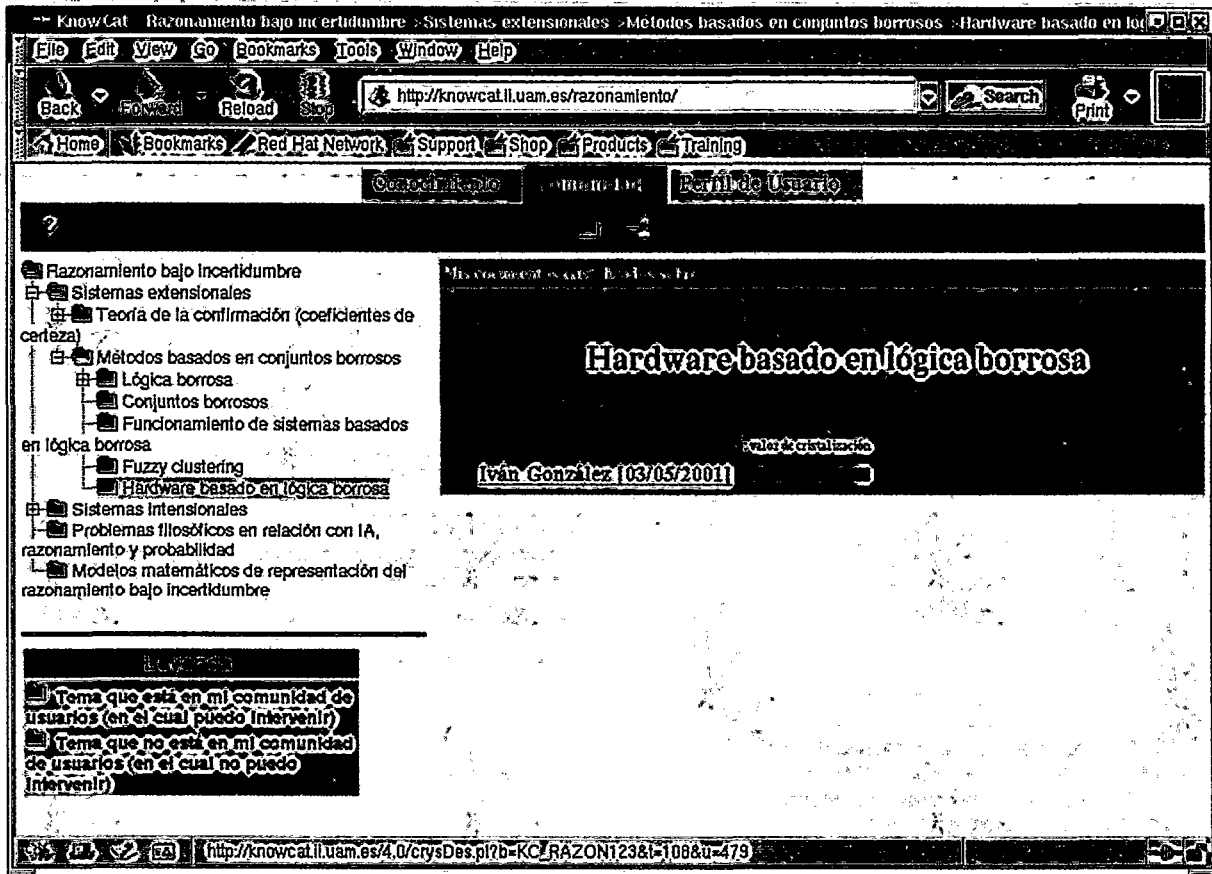 KnowCat Razonamiento bajo incertidumbre >Sistemas extensionales >Métodos basados en conjuntos borrosos >Hardware basado en lóg
File Edit View Go Bookmarks Tools Window Help
Back Forward Reload Stop http://knowcat.ii.uam.es/razonamiento/ Search Print
Home Bookmarks Red Hat Network Support Shop Products Training
Conocimiento Perfil de Usuario
?
Razonamiento bajo incertidumbre
Sistemas extensionales
Teoría de la confirmación (coeficientes de
certeza)
Métodos basados en conjuntos borrosos
Lógica borrosa
Conjuntos borrosos
Funcionamiento de sistemas basados
en lógica borrosa
Fuzzy clustering
Hardware basado en lógica borrosa
Sistemas intensionales
Problemas filosóficos en relación con IA,
razonamiento y probabilidad
Modelos matemáticos de representación del
razonamiento bajo incertidumbre
Hardware basado en lógica borrosa
valor de cristalización
Iván González [03/05/2001]
Tema que está en mi comunidad de
usuarios (en el cual puedo intervenir)
Tema que no está en mi comunidad
de usuarios (en el cual no puedo
intervenir)
http://knowcat.ii.uam.es/4.0/crysDes.pl?b=KC_RAZON123&t=108&u=479